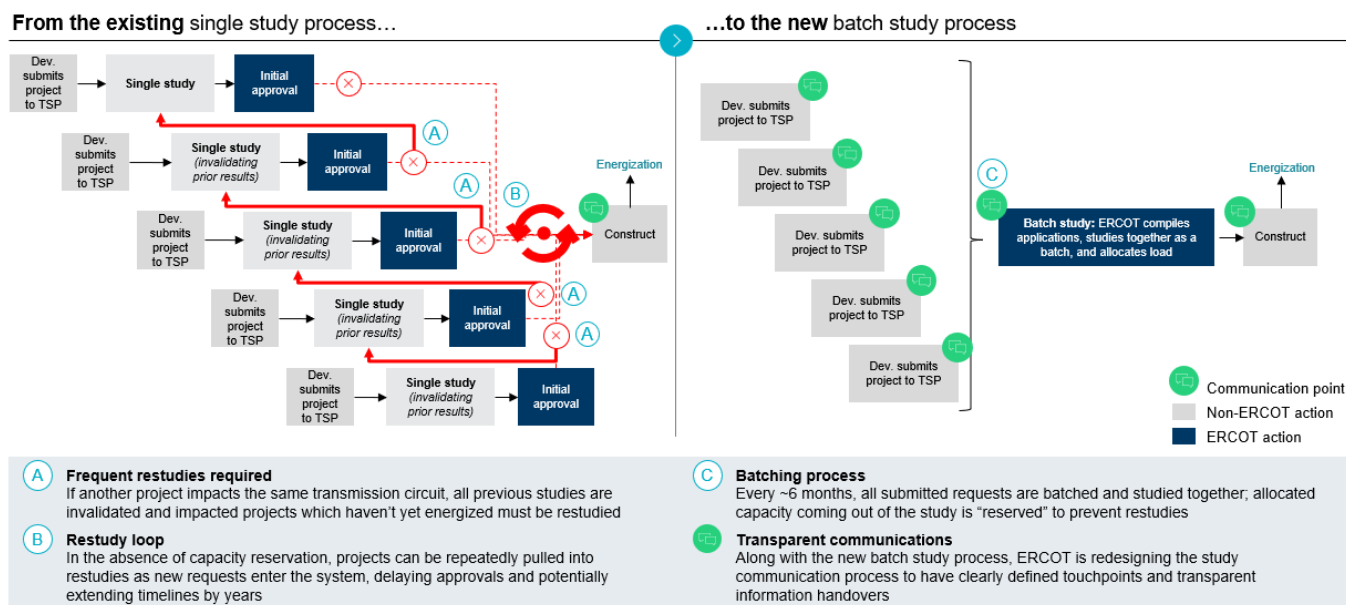 From the existing single study process…
…to the new batch study process
Dev.
submits
project
to TSP
Single study
Initial
approval
A
Dev.
submits
project
to TSP
Single study
(invalidating
prior results)
Initial
approval
A
B
Dev.
submits
project
to TSP
Single study
(invalidating
prior results)
Initial
approval
Energization
Construct
Dev.
submits
project
to TSP
Single study
(invalidating
prior results)
Initial
approval
A
A
Dev.
submits
project
to TSP
Single study
(invalidating
prior results)
Initial
approval
Dev. submits
project to TSP
Dev. submits
project to TSP
Dev. submits
project to TSP
Dev. submits
project to TSP
Dev. submits
project to TSP
C
Batch study: ERCOT compiles
applications, studies together as a
batch, and allocates load
Energization
Construct
Communication point
Non-ERCOT action
ERCOT action
A
Frequent restudies required
If another project impacts the same transmission circuit, all previous studies are
invalidated and impacted projects which haven’t yet energized must be restudied
B
Restudy loop
In the absence of capacity reservation, projects can be repeatedly pulled into
restudies as new requests enter the system, delaying approvals and potentially
extending timelines by years
C
Batching process
Every ~6 months, all submitted requests are batched and studied together; allocated
capacity coming out of the study is “reserved” to prevent restudies
Transparent communications
Along with the new batch study process, ERCOT is redesigning the study
communication process to have clearly defined touchpoints and transparent
information handovers